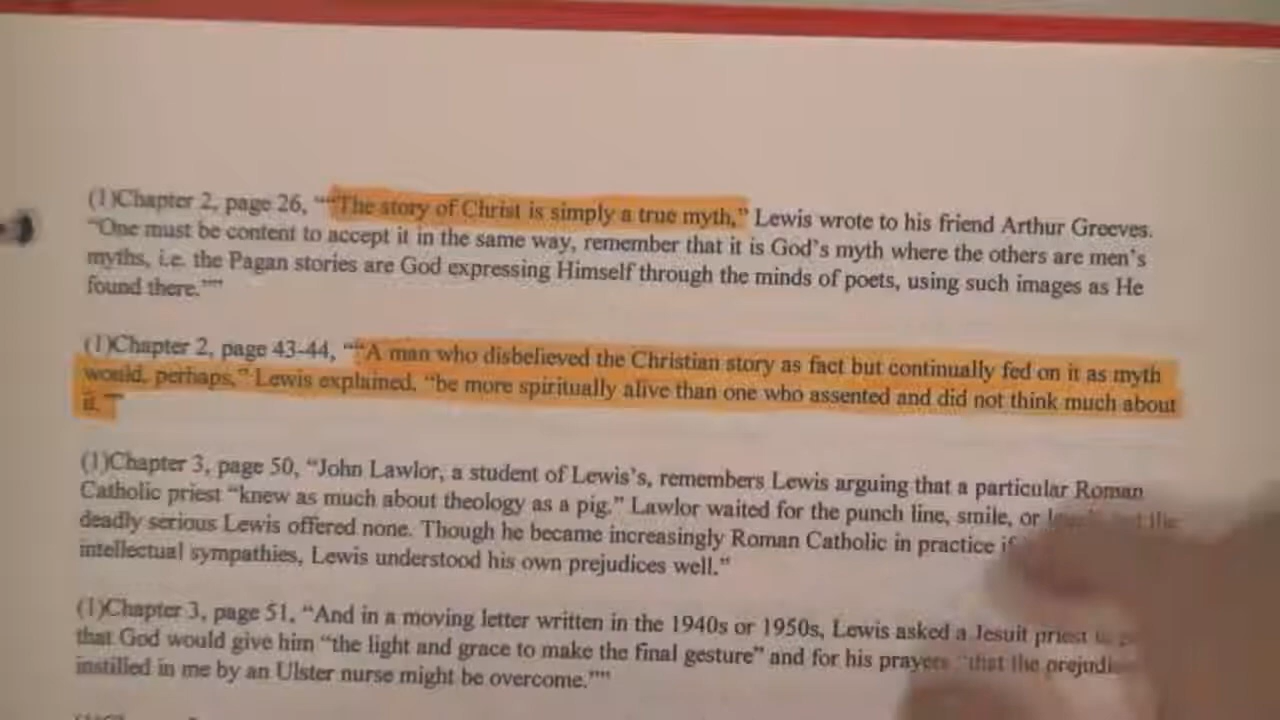 (1)Chapter 2, page 26, ““The story of Christ is simply a true myth,” Lewis wrote to his friend Arthur Greeves.
“One must be content to accept it in the same way, remember that it is God’s myth where the others are men’s
myths, i.e. the Pagan stories are God expressing Himself through the minds of poets, using such images as He
found there.””
(1)Chapter 2, page 43-44, ““A man who disbelieved the Christian story as fact but continually fed on it as myth
would, perhaps,” Lewis explained, “be more spiritually alive than one who assented and did not think much about
it.””
(1)Chapter 3, page 50, “John Lawlor, a student of Lewis’s, remembers Lewis arguing that a particular Roman
Catholic priest “knew as much about theology as a pig.” Lawlor waited for the punch line, smile, or the
deadly serious Lewis offered none. Though he became increasingly Roman Catholic in practice
intellectual sympathies, Lewis understood his own prejudices well.”
(1)Chapter 3, page 51, “And in a moving letter written in the 1940s or 1950s, Lewis asked a Jesuit priest
that God would give him “the light and grace to make the final gesture” and for his prayers “that the
instilled in me by an Ulster nurse might be overcome.””